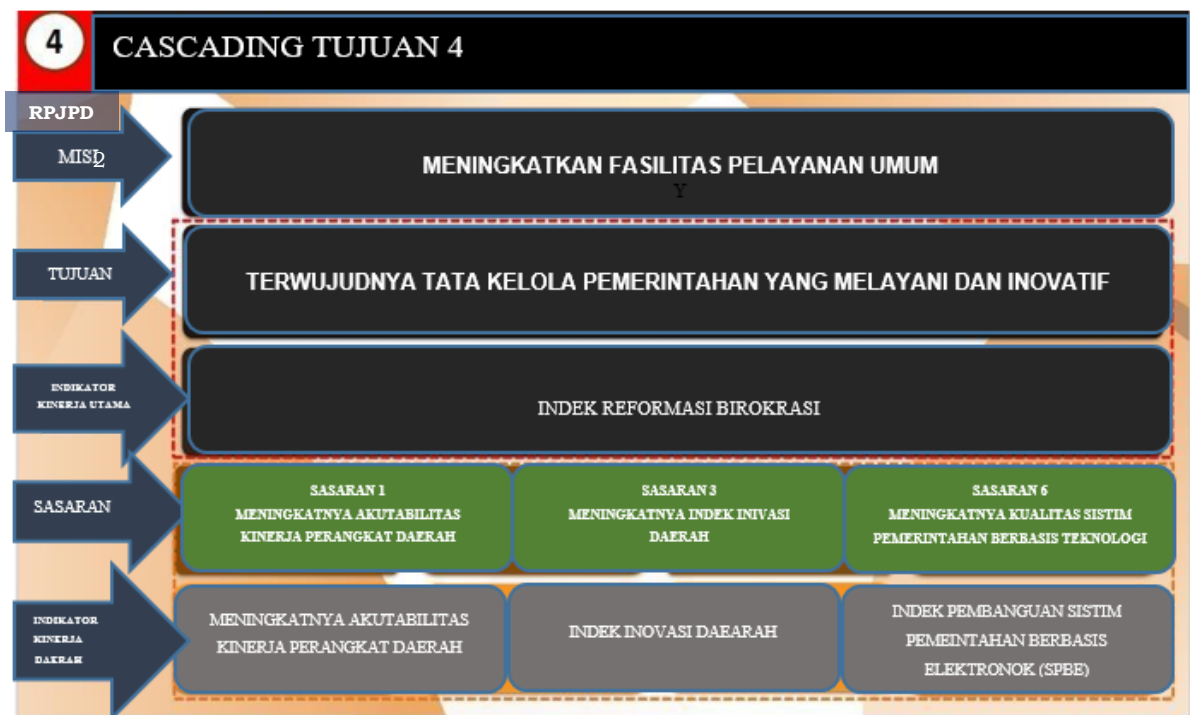 4
CASCADING TUJUAN 4
RPJPD
MISI 2
MENINGKATKAN FASILITAS PELAYANAN UMUM
Y
TUJUAN
TERWUJUDNYA TATA KELOLA PEMERINTAHAN YANG MELAYANI DAN INOVATIF
INDIKATOR
KINERJA UTAMA
INDEK REFORMASI BIROKRASI
SASARAN
SASARAN 1
MENINGKATNYA AKUTABILITAS
KINERJA PERANGKAT DAERAH
SASARAN 3
MENINGKATNYA INDEK INIVASI
DAERAH
SASARAN 6
MENINGKATNYA KUALITAS SISTIM
PEMERINTAHAN BERBASIS TEKNOLOGI
INDIKATOR
KINERJA
DAERAH
MENINGKATNYA AKUTABILITAS
KINERJA PERANGKAT DAERAH
INDEK INOVASI DAEARAH
INDEK PEMBANGUAN SISTIM
PEMEINTAHAN BERBASIS
ELEKTRONOK (SPBE)